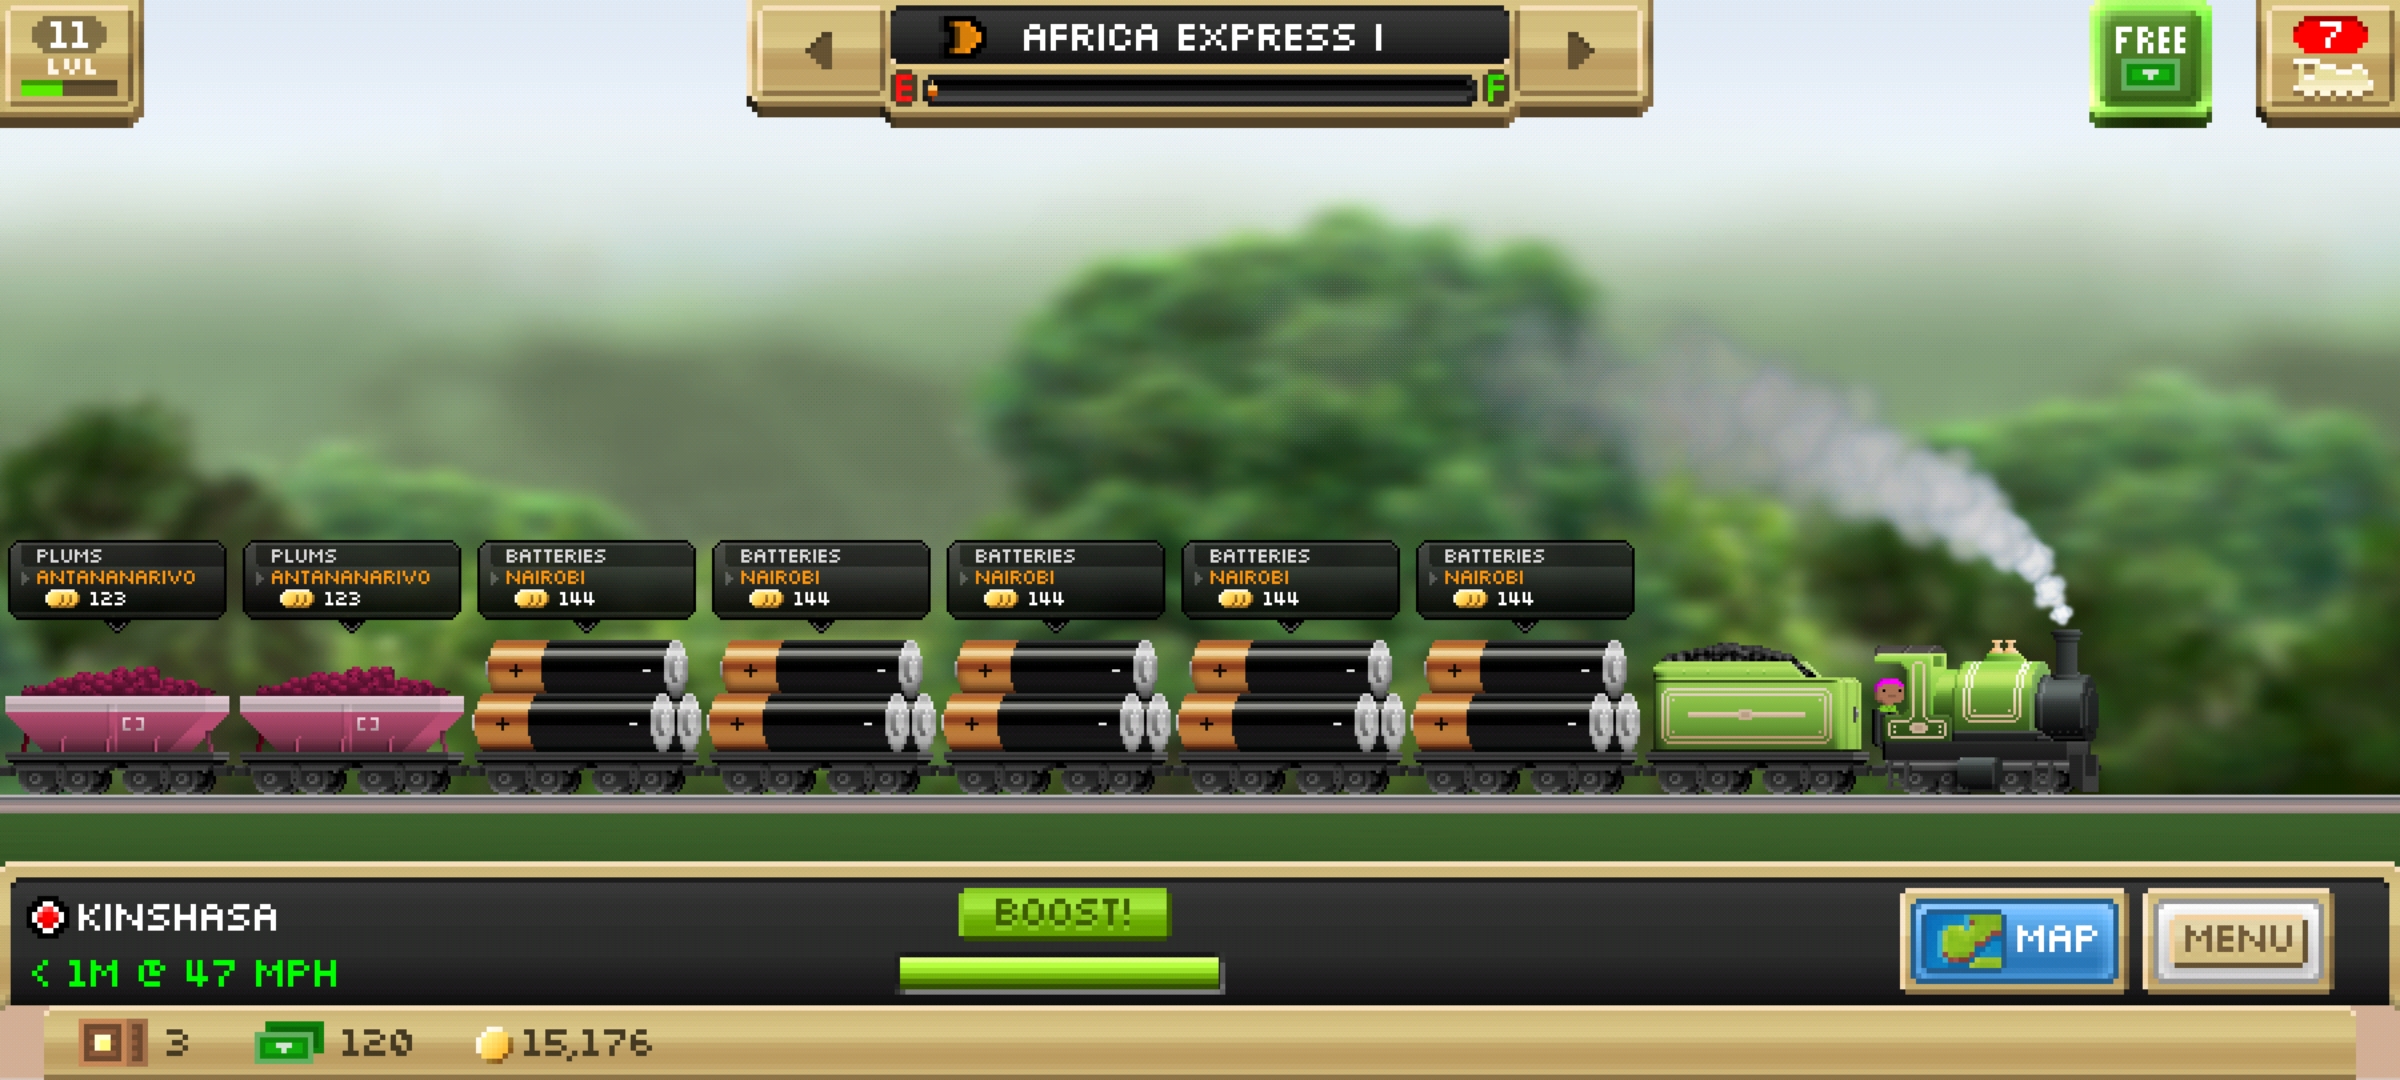 11
LVL
AFRICA EXPRESS I
E F
FREE
7
PLUMS
ANTANANARIVO
123
PLUMS
ANTANANARIVO
123
BATTERIES
NAIROBI
144
BATTERIES
NAIROBI
144
BATTERIES
NAIROBI
144
BATTERIES
NAIROBI
144
BATTERIES
NAIROBI
144
KINSHASA
< 1M @ 47 MPH
BOOST!
MAP
MENU
3 120 15,176